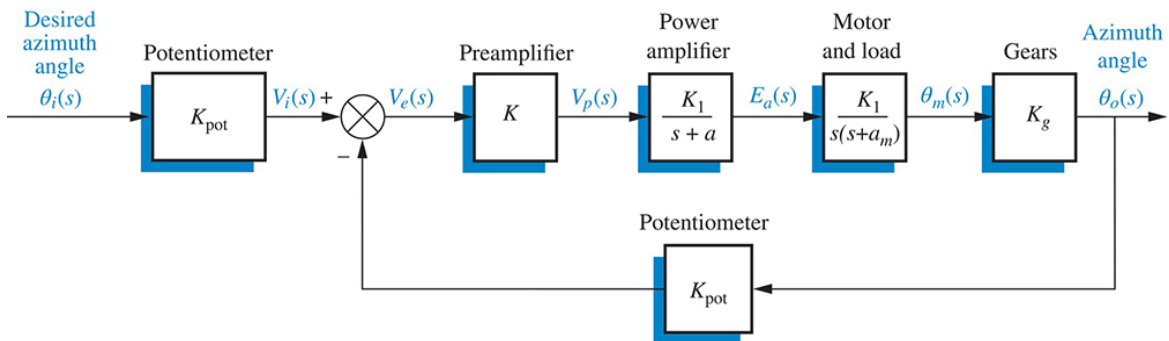 Desired
azimuth
angle
θi(s)
Potentiometer
Kpot
Vi(s) +
−
Ve(s)
Preamplifier
K
Vp(s)
Power
amplifier
K1
s + a
Ea(s)
Motor
and load
K1
s(s+am)
θm(s)
Gears
Kg
Azimuth
angle
θo(s)
Potentiometer
Kpot